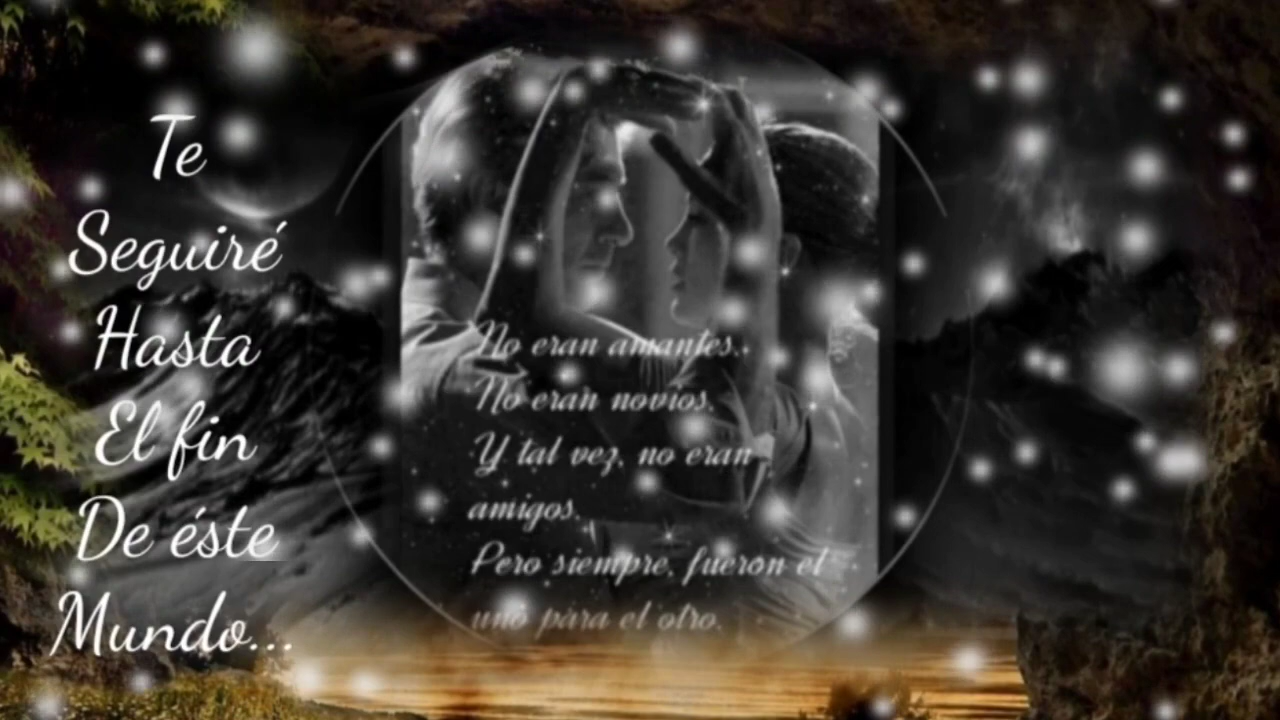 Te
Seguiré
Hasta
El fin
De éste
Mundo...
No eran amantes.
No eran novios.
Y tal vez, no eran
amigos.
Pero siempre, fueron el
uno para el otro.